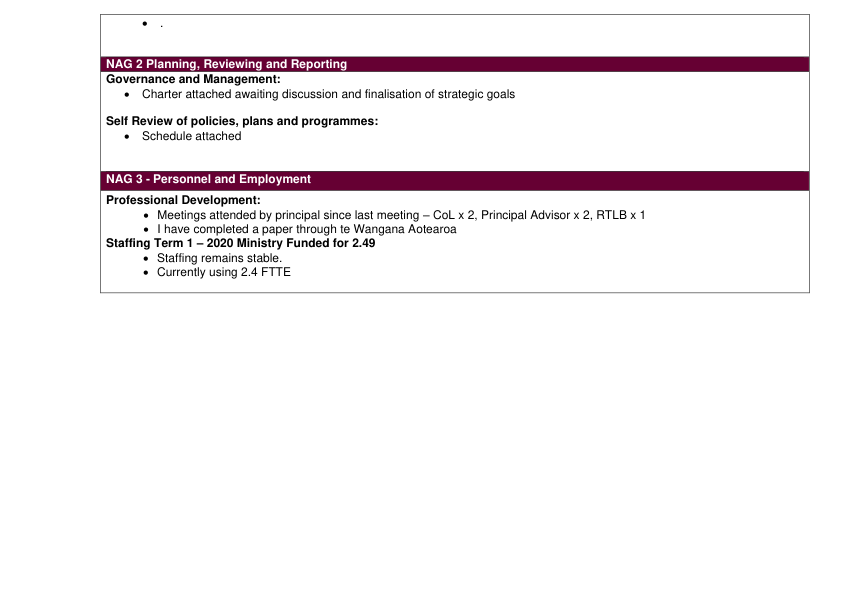 • .
NAG 2 Planning, Reviewing and Reporting
Governance and Management:
• Charter attached awaiting discussion and finalisation of strategic goals
Self Review of policies, plans and programmes:
• Schedule attached
NAG 3 - Personnel and Employment
Professional Development:
• Meetings attended by principal since last meeting – CoL x 2, Principal Advisor x 2, RTLB x 1
• I have completed a paper through te Wangana Aotearoa
Staffing Term 1 – 2020 Ministry Funded for 2.49
• Staffing remains stable.
• Currently using 2.4 FTTE